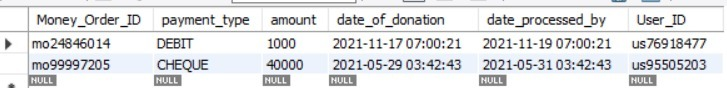 Money_Order_ID payment_type amount date_of_donation date_processed_by User_ID
mo24846014 DEBIT 1000 2021-11-17 07:00:21 2021-11-19 07:00:21 us76918477
mo99997205 CHEQUE 40000 2021-05-29 03:42:43 2021-05-31 03:42:43 us95505203
NULL NULL NULL NULL NULL NULL